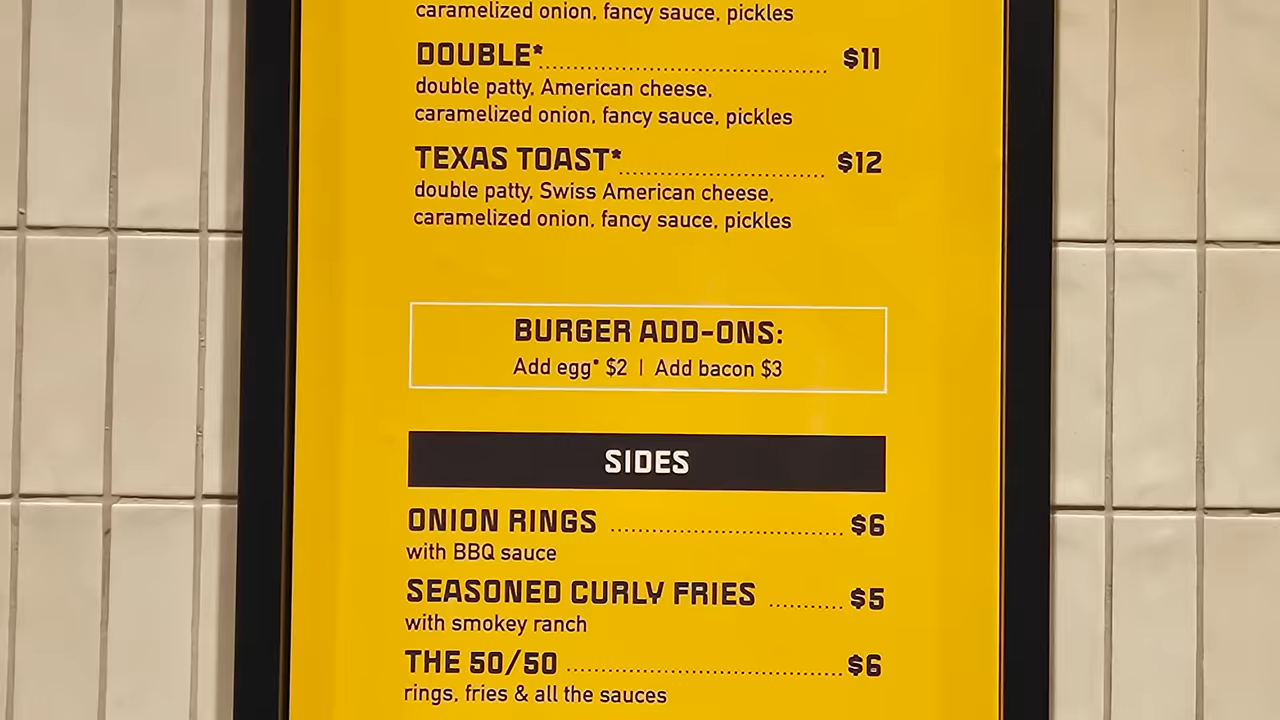 caramelized onion, fancy sauce, pickles
DOUBLE* $11
double patty, American cheese,
caramelized onion, fancy sauce, pickles
TEXAS TOAST* $12
double patty, Swiss American cheese,
caramelized onion, fancy sauce, pickles
BURGER ADD-ONS:
Add egg* $2 | Add bacon $3
SIDES
ONION RINGS $6
with BBQ sauce
SEASONED CURLY FRIES $5
with smokey ranch
THE 50/50 $6
rings, fries & all the sauces